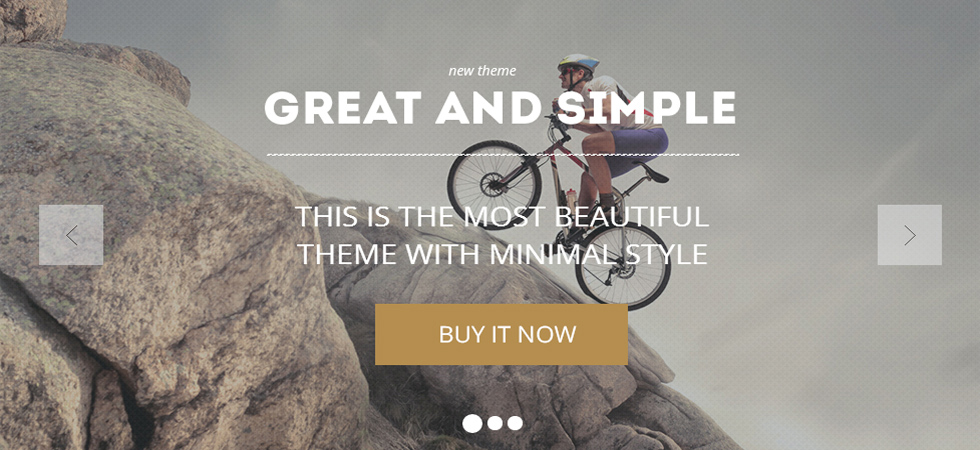 new theme
GREAT AND SIMPLE
THIS IS THE MOST BEAUTIFUL
THEME WITH MINIMAL STYLE
BUY IT NOW